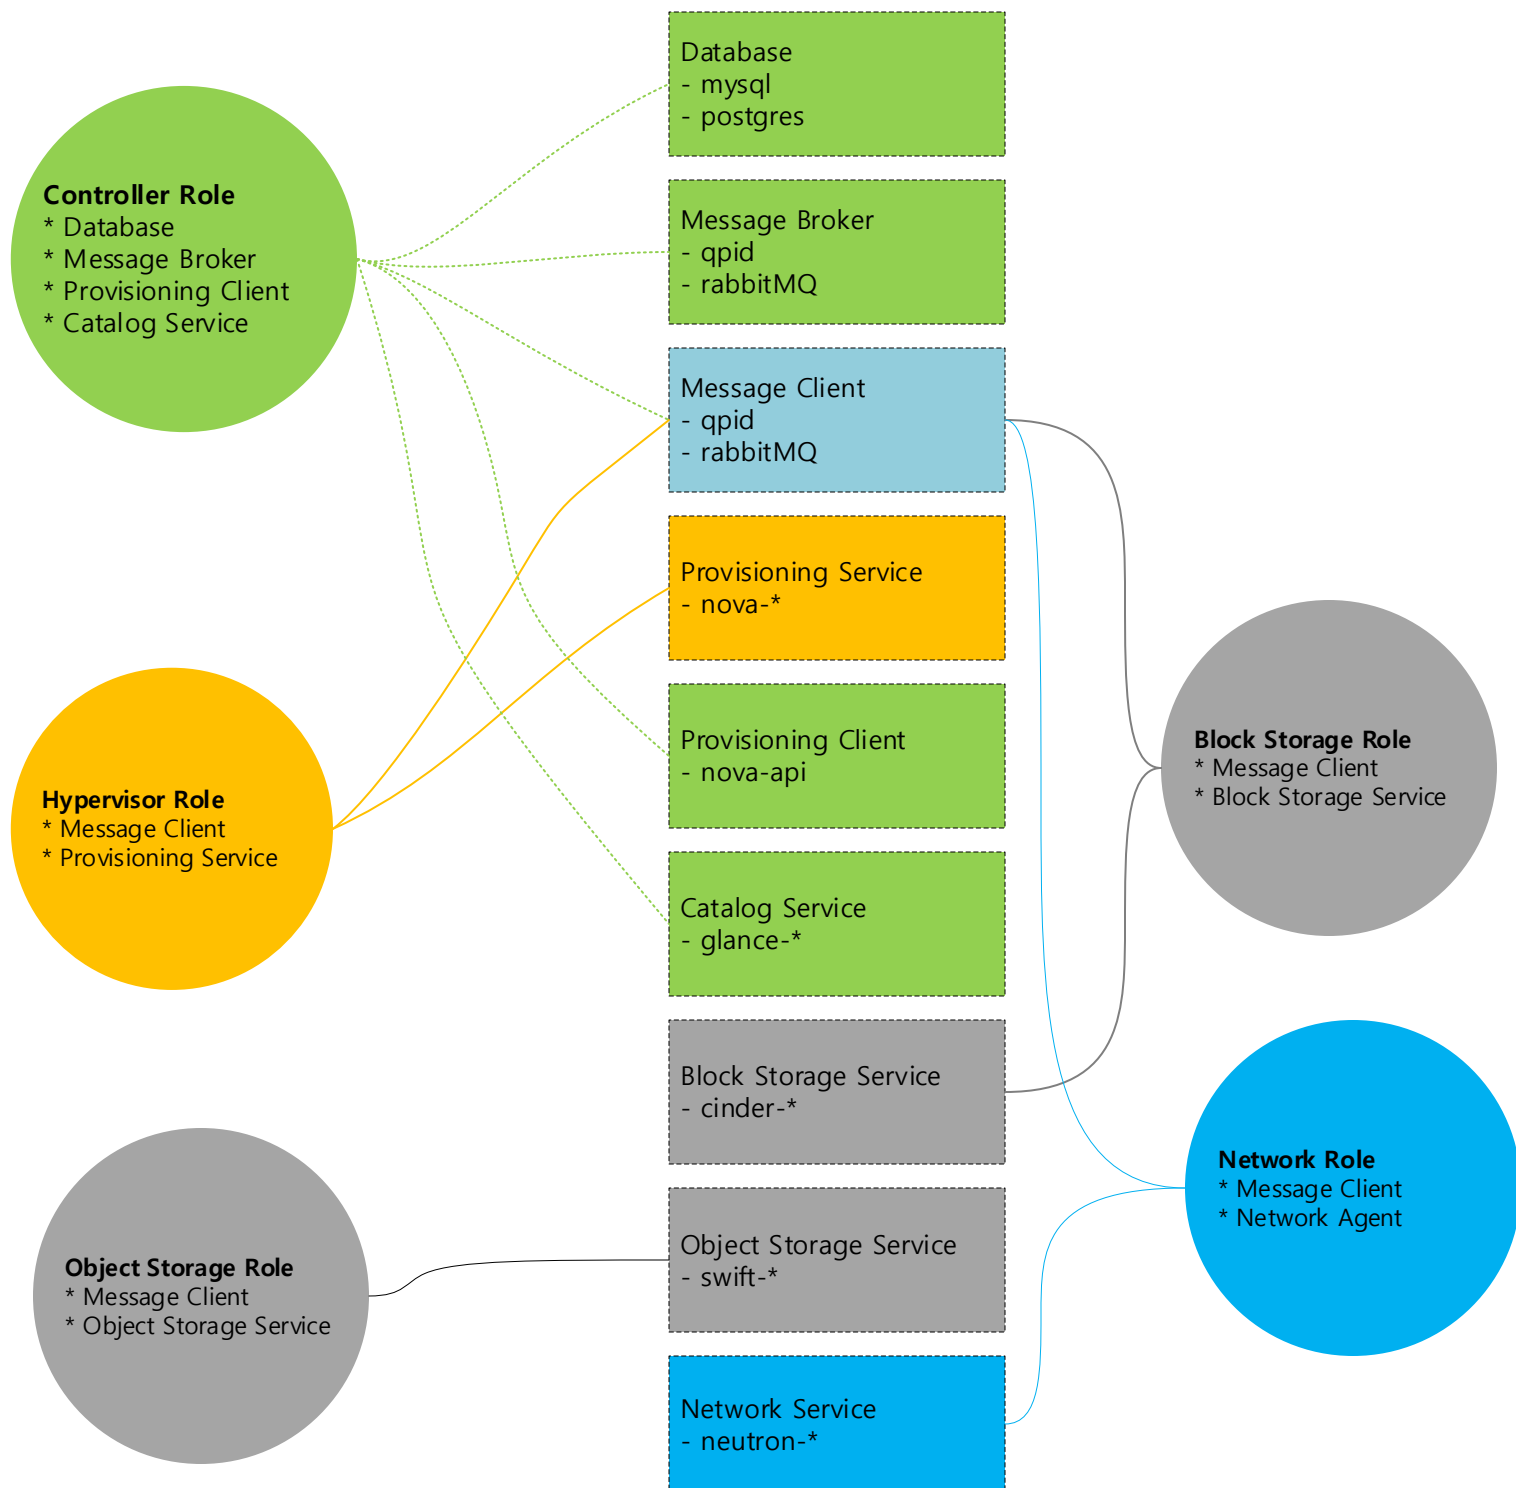 Controller Role
* Database
* Message Broker
* Provisioning Client
* Catalog Service
Hypervisor Role
* Message Client
* Provisioning Service
Object Storage Role
* Message Client
* Object Storage Service
Database
- mysql
- postgres
Message Broker
- qpid
- rabbitMQ
Message Client
- qpid
- rabbitMQ
Provisioning Service
- nova-*
Provisioning Client
- nova-api
Catalog Service
- glance-*
Block Storage Service
- cinder-*
Object Storage Service
- swift-*
Network Service
- neutron-*
Block Storage Role
* Message Client
* Block Storage Service
Network Role
* Message Client
* Network Agent